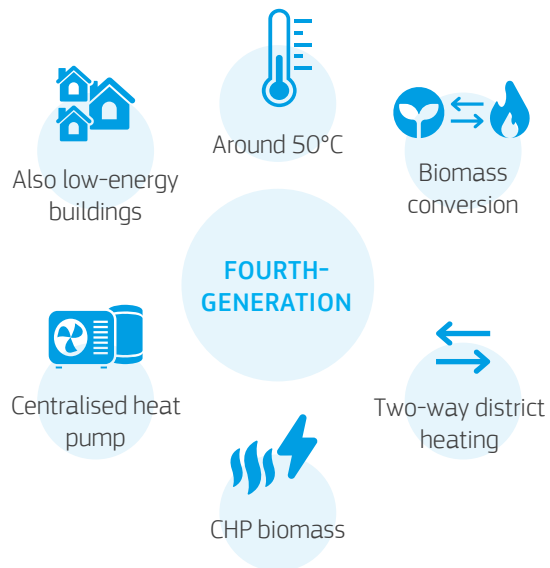 Around 50°C
Also low-energy
buildings
Biomass
conversion
FOURTH-
GENERATION
Centralised heat
pump
Two-way district
heating
CHP biomass